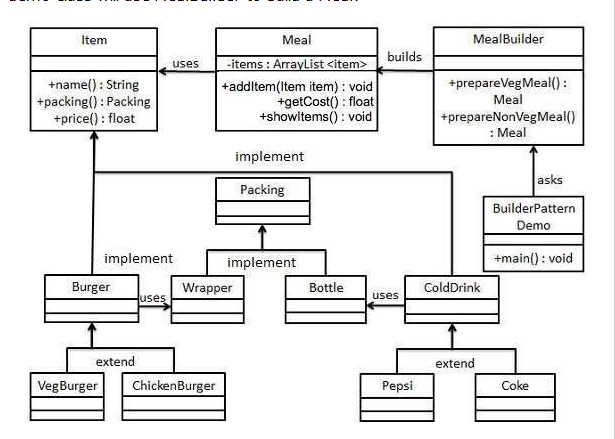 Item
+name() : String
+packing() : Packing
+price() : float
uses
Meal
-items : ArrayList <item>
+addItem(Item item) : void
+getCost() : float
+showItems() : void
builds
MealBuilder
+prepareVegMeal() :
Meal
+prepareNonVegMeal()
: Meal
asks
BuilderPattern
Demo
+main() : void
implement
Packing
implement
implement
Burger
uses
Wrapper
Bottle
uses
ColdDrink
extend
extend
VegBurger
ChickenBurger
Pepsi
Coke